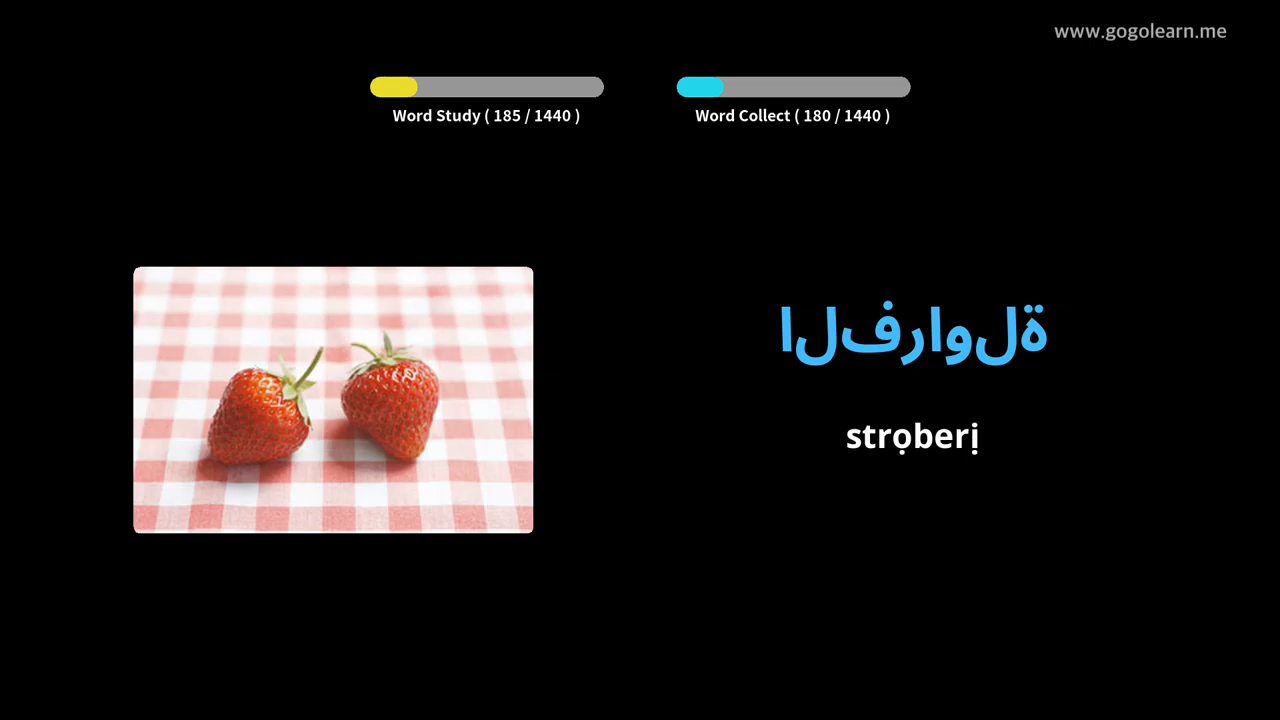 www.gogolearn.me
Word Study ( 185 / 1440 )
Word Collect ( 180 / 1440 )
الفراولة
strọberị